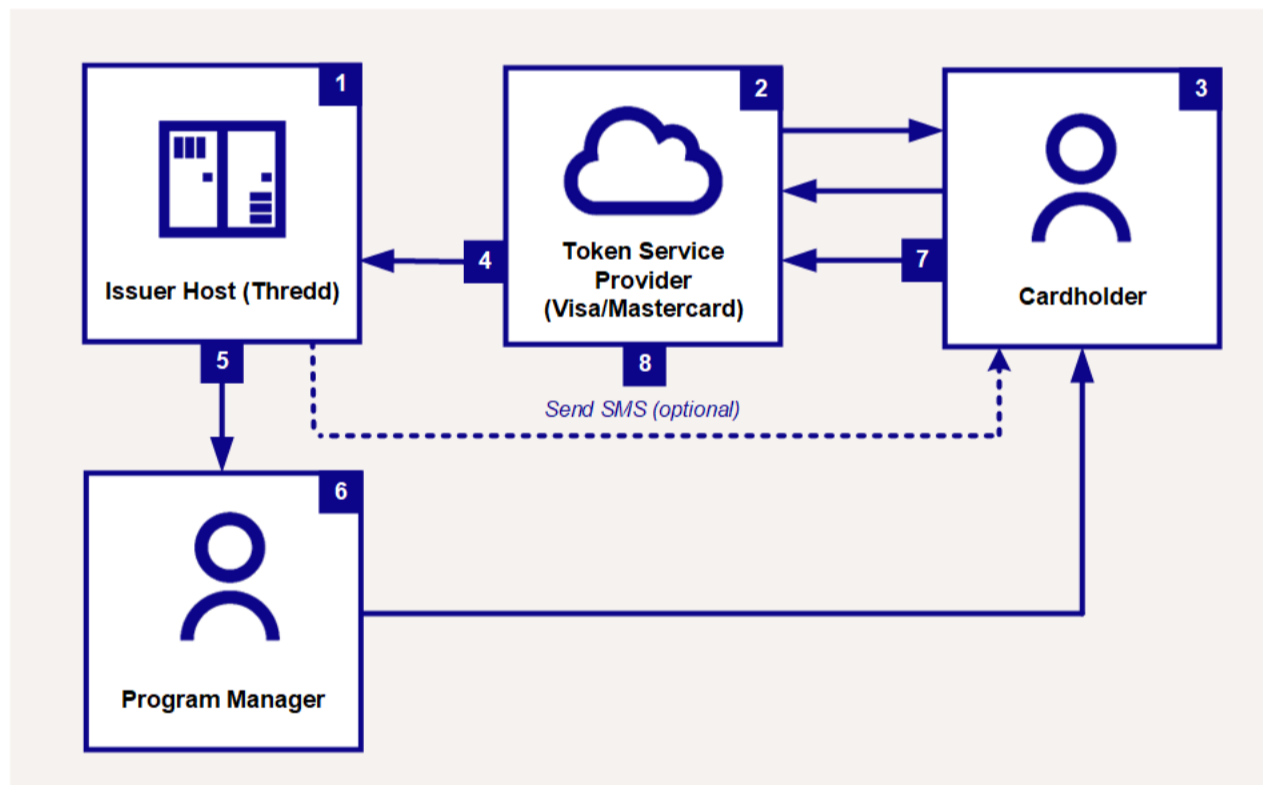 1
2
3
Issuer Host (Thredd)
4
Token Service
Provider
(Visa/Mastercard)
7
Cardholder
5
8
Send SMS (optional)
6
Program Manager